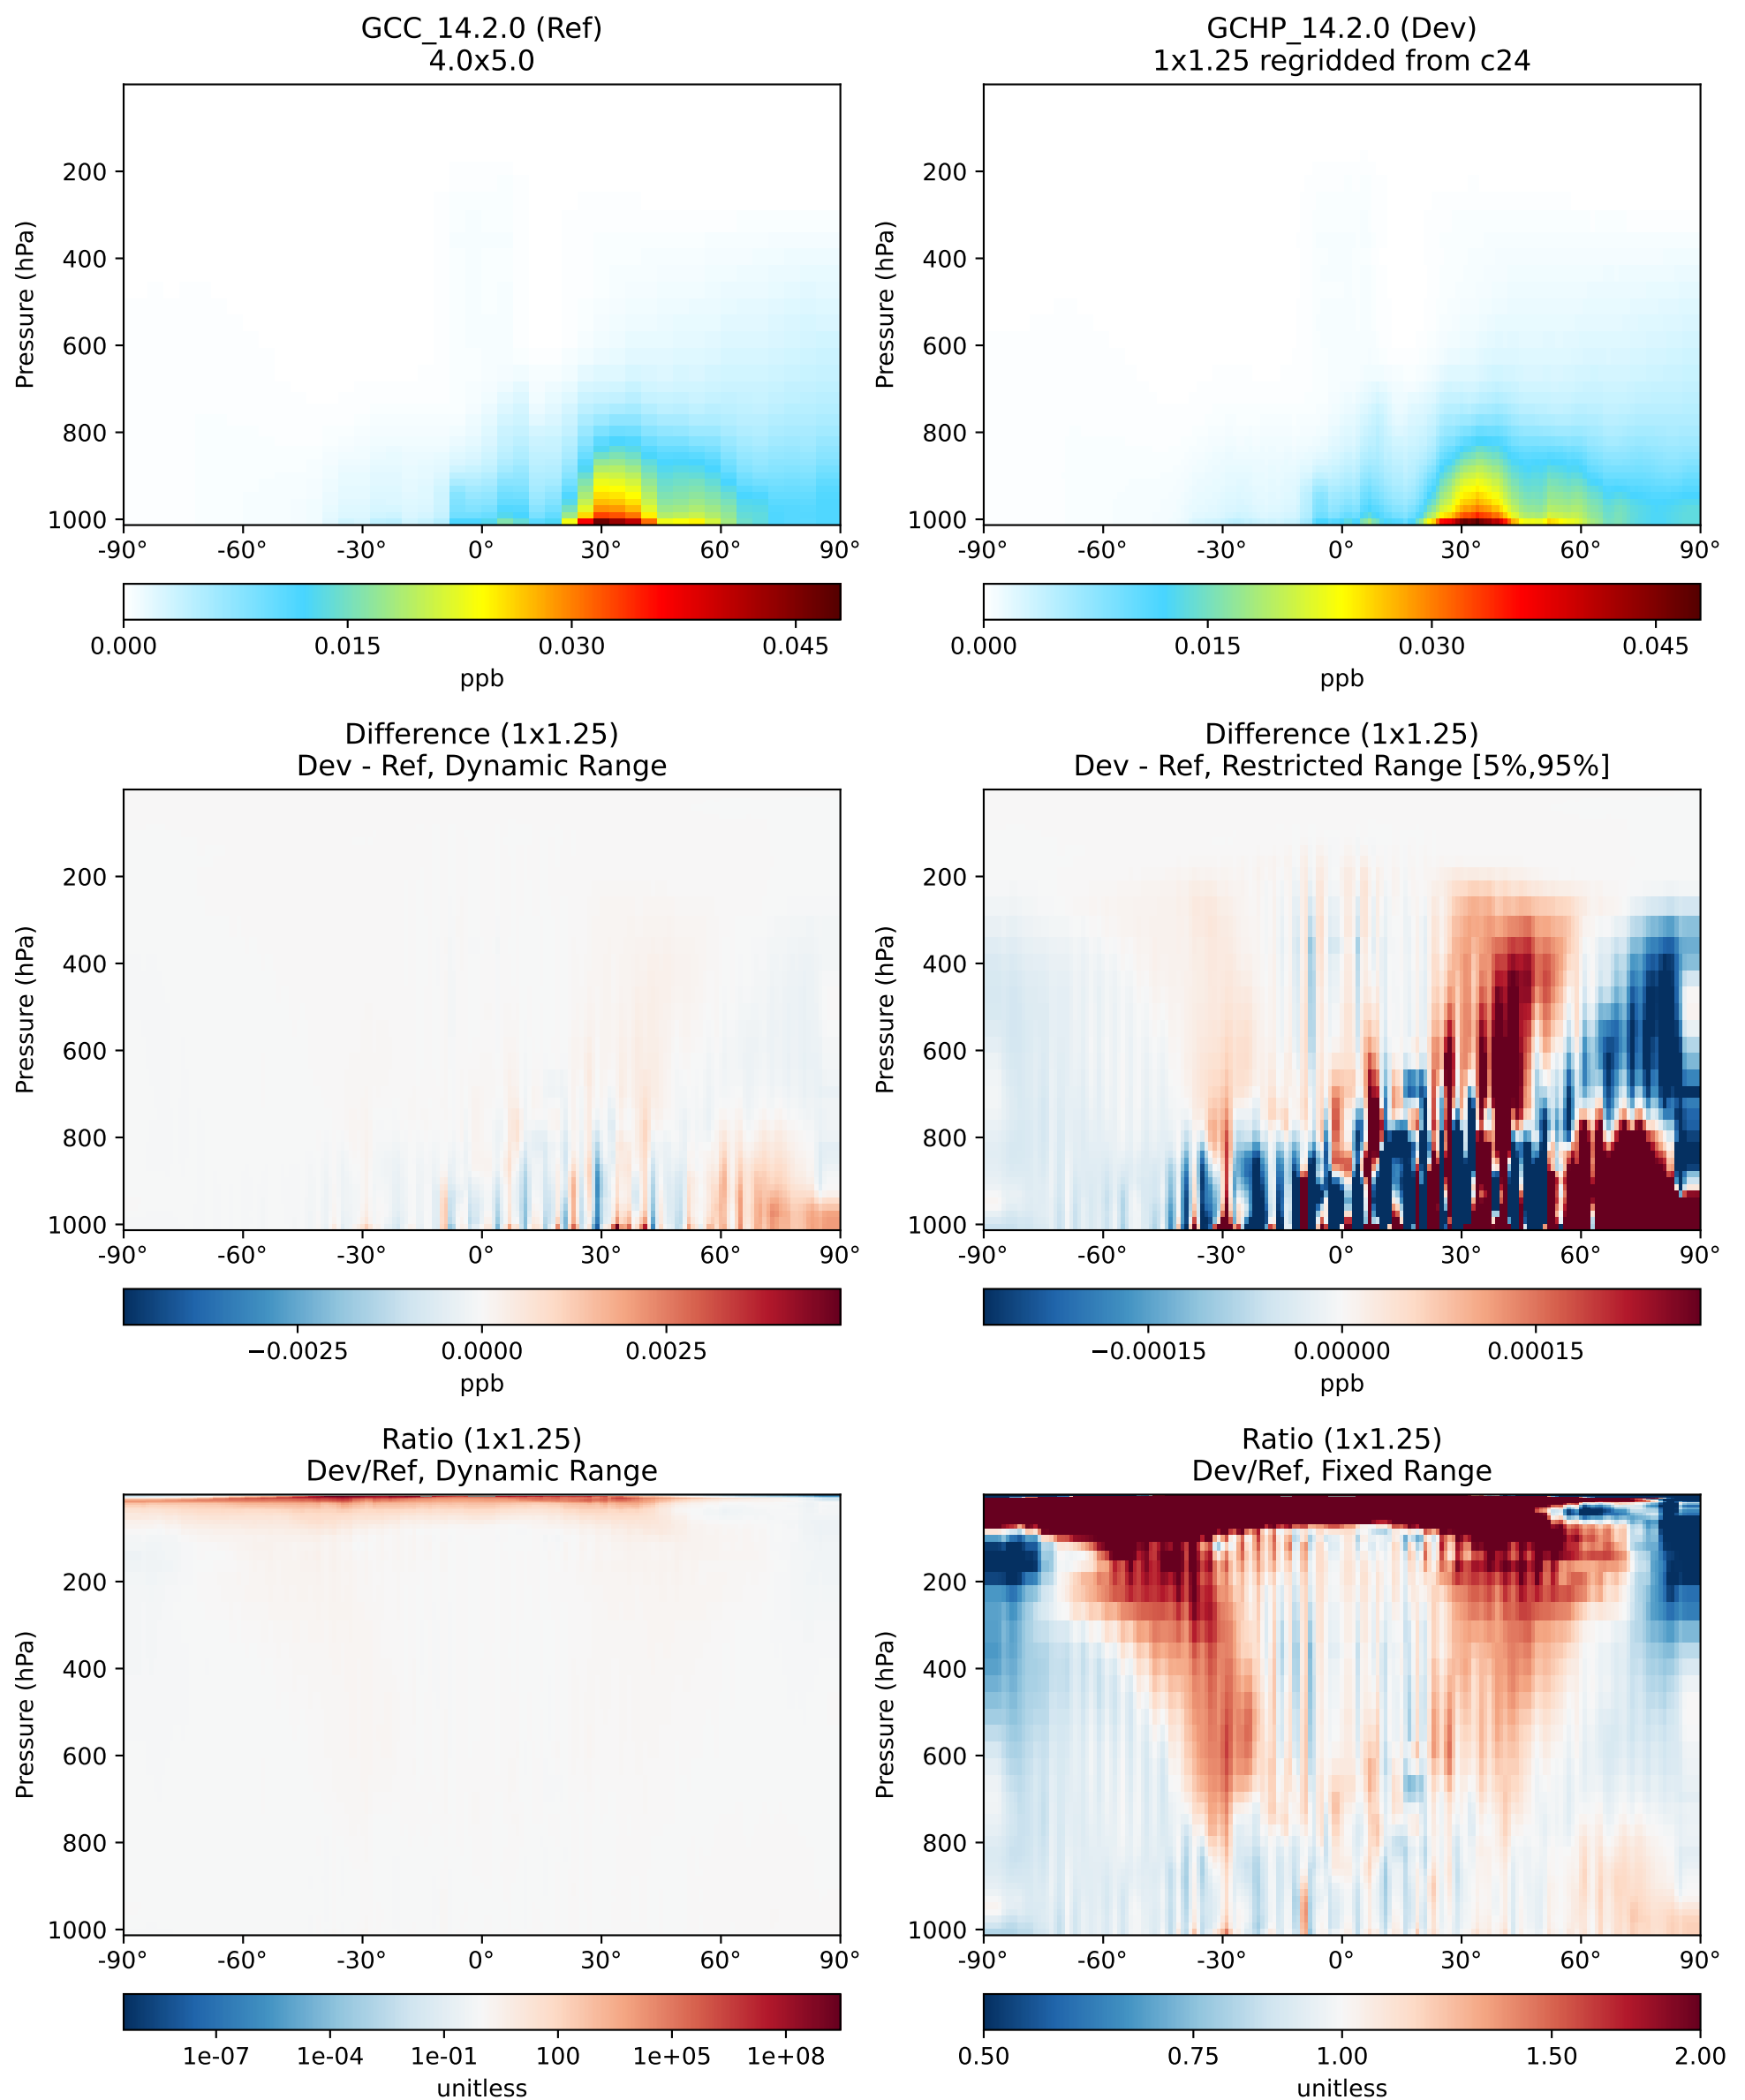 GCC_14.2.0 (Ref)
4.0x5.0
Pressure (hPa)
200
400
600
800
1000
-90° -60° -30° 0° 30° 60° 90°
0.000 0.015 0.030 0.045
ppb
GCHP_14.2.0 (Dev)
1x1.25 regridded from c24
Pressure (hPa)
200
400
600
800
1000
-90° -60° -30° 0° 30° 60° 90°
0.000 0.015 0.030 0.045
ppb
Difference (1x1.25)
Dev - Ref, Dynamic Range
Pressure (hPa)
200
400
600
800
1000
-90° -60° -30° 0° 30° 60° 90°
−0.0025 0.0000 0.0025
ppb
Difference (1x1.25)
Dev - Ref, Restricted Range [5%,95%]
Pressure (hPa)
200
400
600
800
1000
-90° -60° -30° 0° 30° 60° 90°
−0.00015 0.00000 0.00015
ppb
Ratio (1x1.25)
Dev/Ref, Dynamic Range
Pressure (hPa)
200
400
600
800
1000
-90° -60° -30° 0° 30° 60° 90°
1e-07 1e-04 1e-01 100 1e+05 1e+08
unitless
Ratio (1x1.25)
Dev/Ref, Fixed Range
Pressure (hPa)
200
400
600
800
1000
-90° -60° -30° 0° 30° 60° 90°
0.50 0.75 1.00 1.50 2.00
unitless